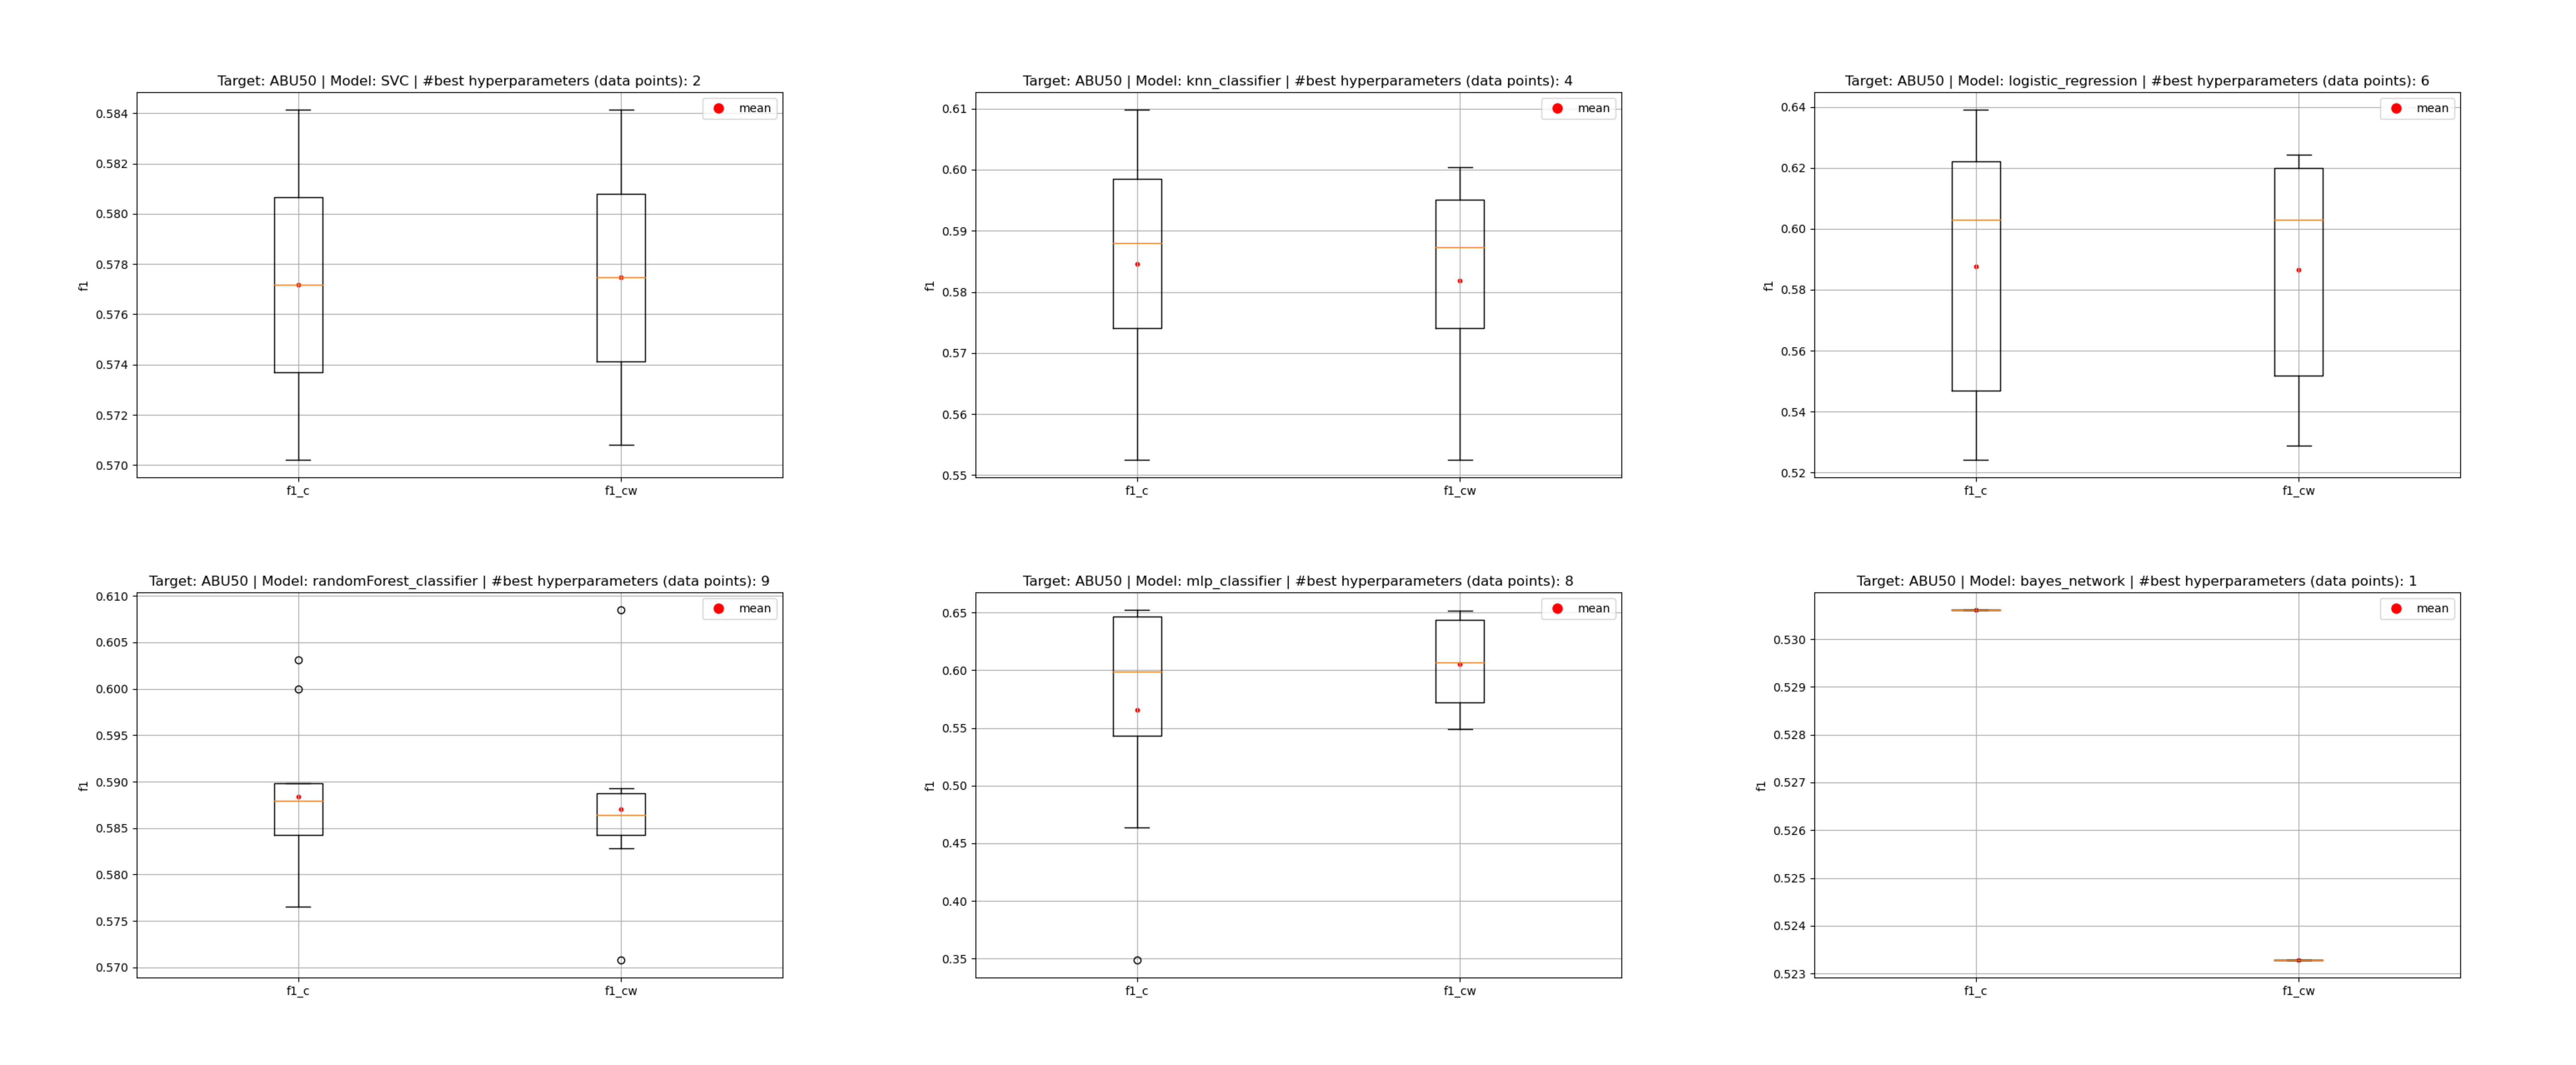 Target: ABU50 | Model: SVC | #best hyperparameters (data points): 2
mean
0.584
0.582
0.580
0.578
0.576
0.574
0.572
0.570
f1
f1_c f1_cw
Target: ABU50 | Model: knn_classifier | #best hyperparameters (data points): 4
mean
0.61
0.60
0.59
0.58
0.57
0.56
0.55
f1
f1_c f1_cw
Target: ABU50 | Model: logistic_regression | #best hyperparameters (data points): 6
mean
0.64
0.62
0.60
0.58
0.56
0.54
0.52
f1
f1_c f1_cw
Target: ABU50 | Model: randomForest_classifier | #best hyperparameters (data points): 9
mean
0.610
0.605
0.600
0.595
0.590
0.585
0.580
0.575
0.570
f1
f1_c f1_cw
Target: ABU50 | Model: mlp_classifier | #best hyperparameters (data points): 8
mean
0.65
0.60
0.55
0.50
0.45
0.40
0.35
f1
f1_c f1_cw
Target: ABU50 | Model: bayes_network | #best hyperparameters (data points): 1
mean
0.530
0.529
0.528
0.527
0.526
0.525
0.524
0.523
f1
f1_c f1_cw